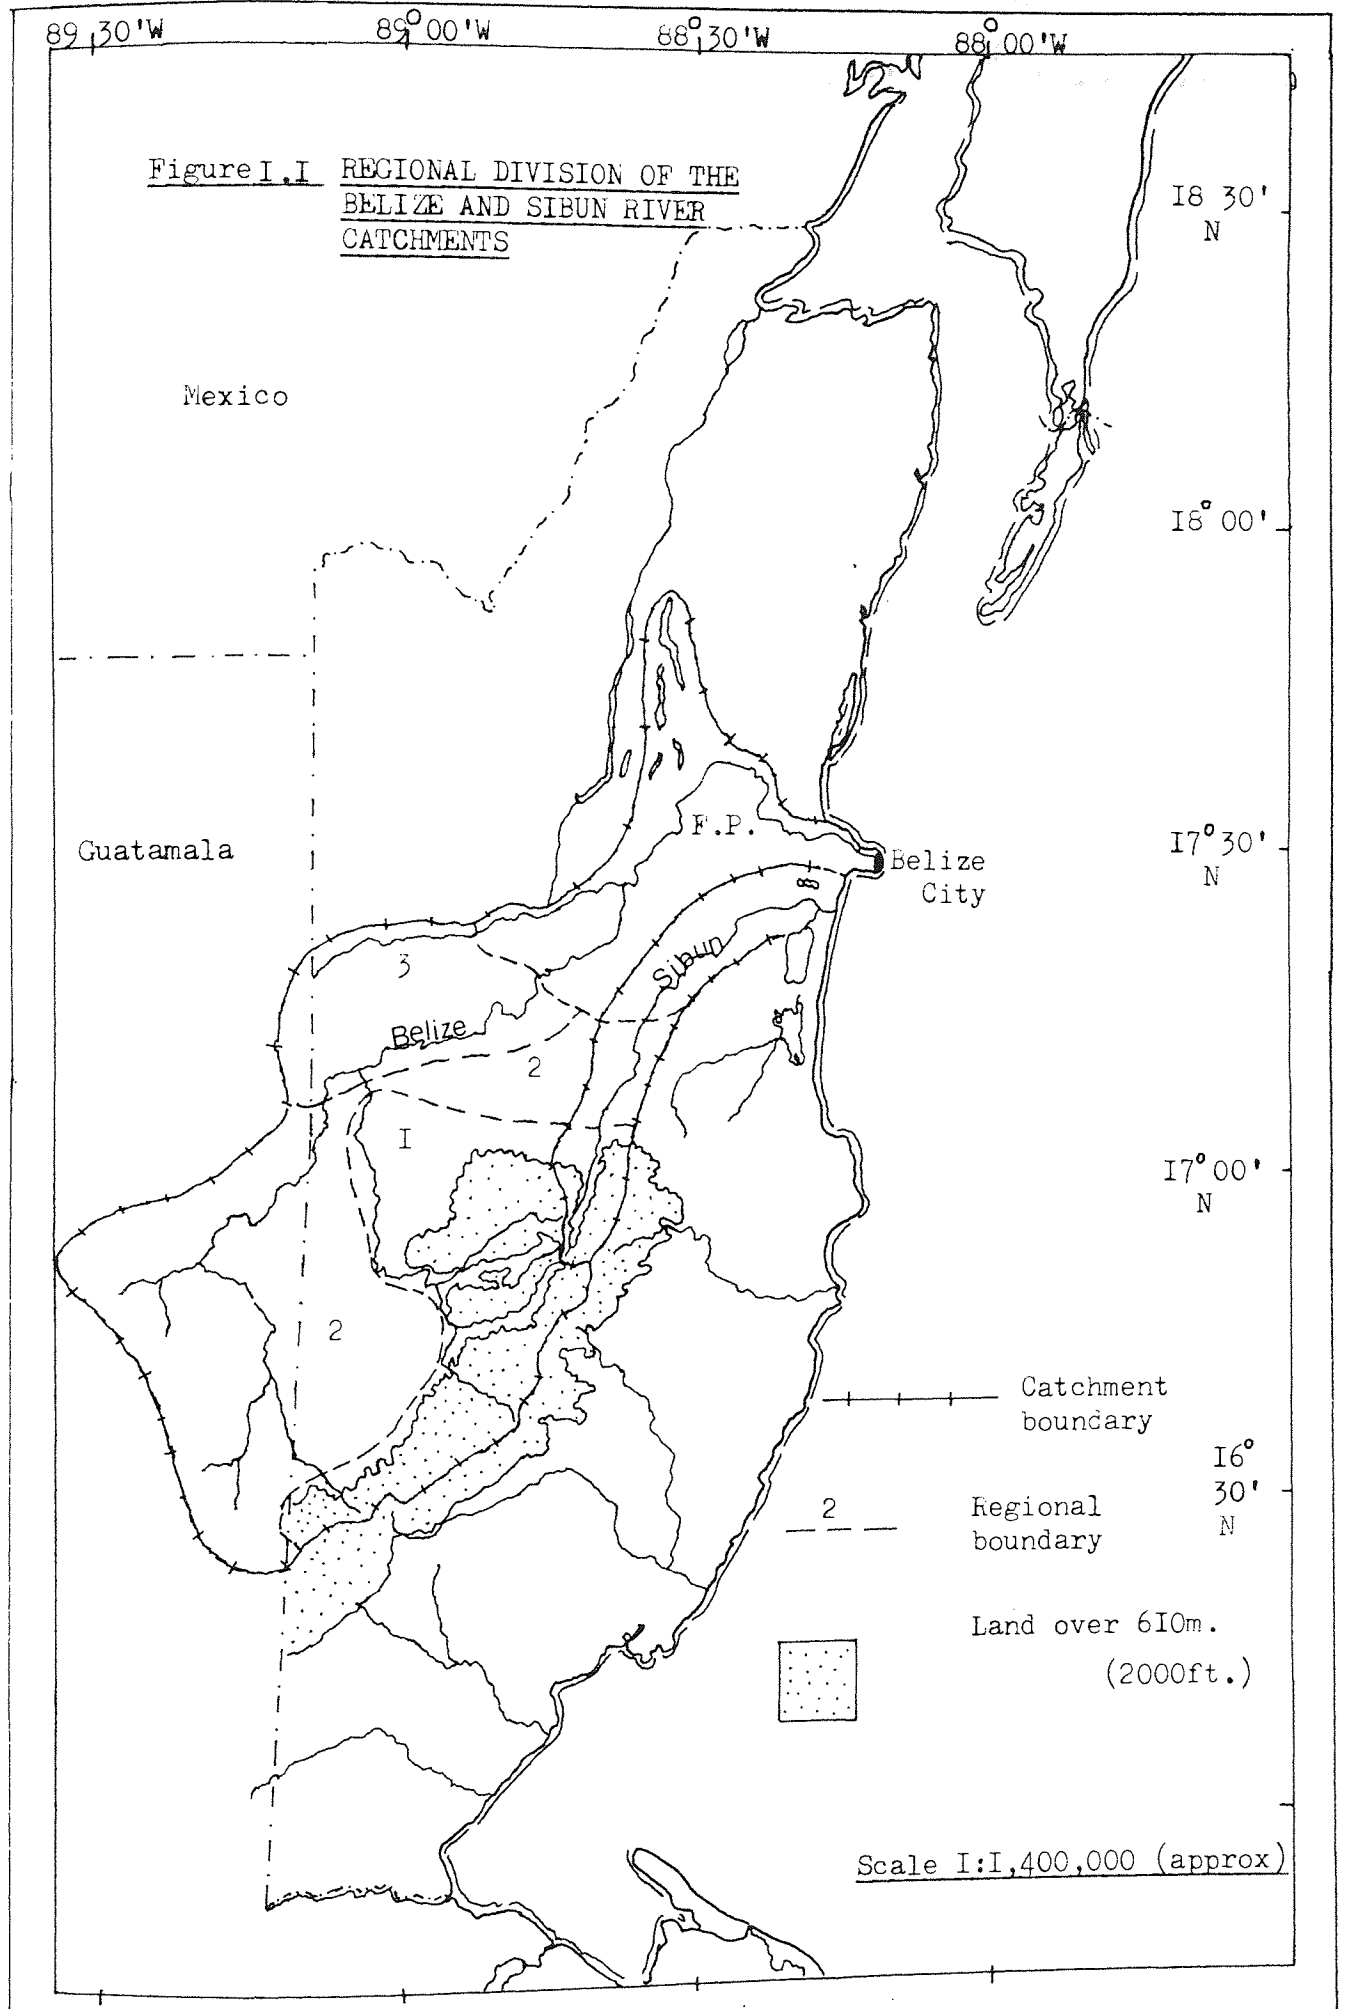 89 30'W 89°00'W 88°30'W 88°00'W
Figure I.I REGIONAL DIVISION OF THE
BELIZE AND SIBUN RIVER
CATCHMENTS
I8 30'
N
Mexico
I8° 00'
F.P.
Guatamala
I7° 30'
N
Belize
City
3
Sibun
Belize
2
I
I7° 00'
N
2
Catchment
boundary
I6°
30'
N
2
Regional
boundary
Land over 6I0m.
(2000ft.)
Scale I:I,400,000 (approx)